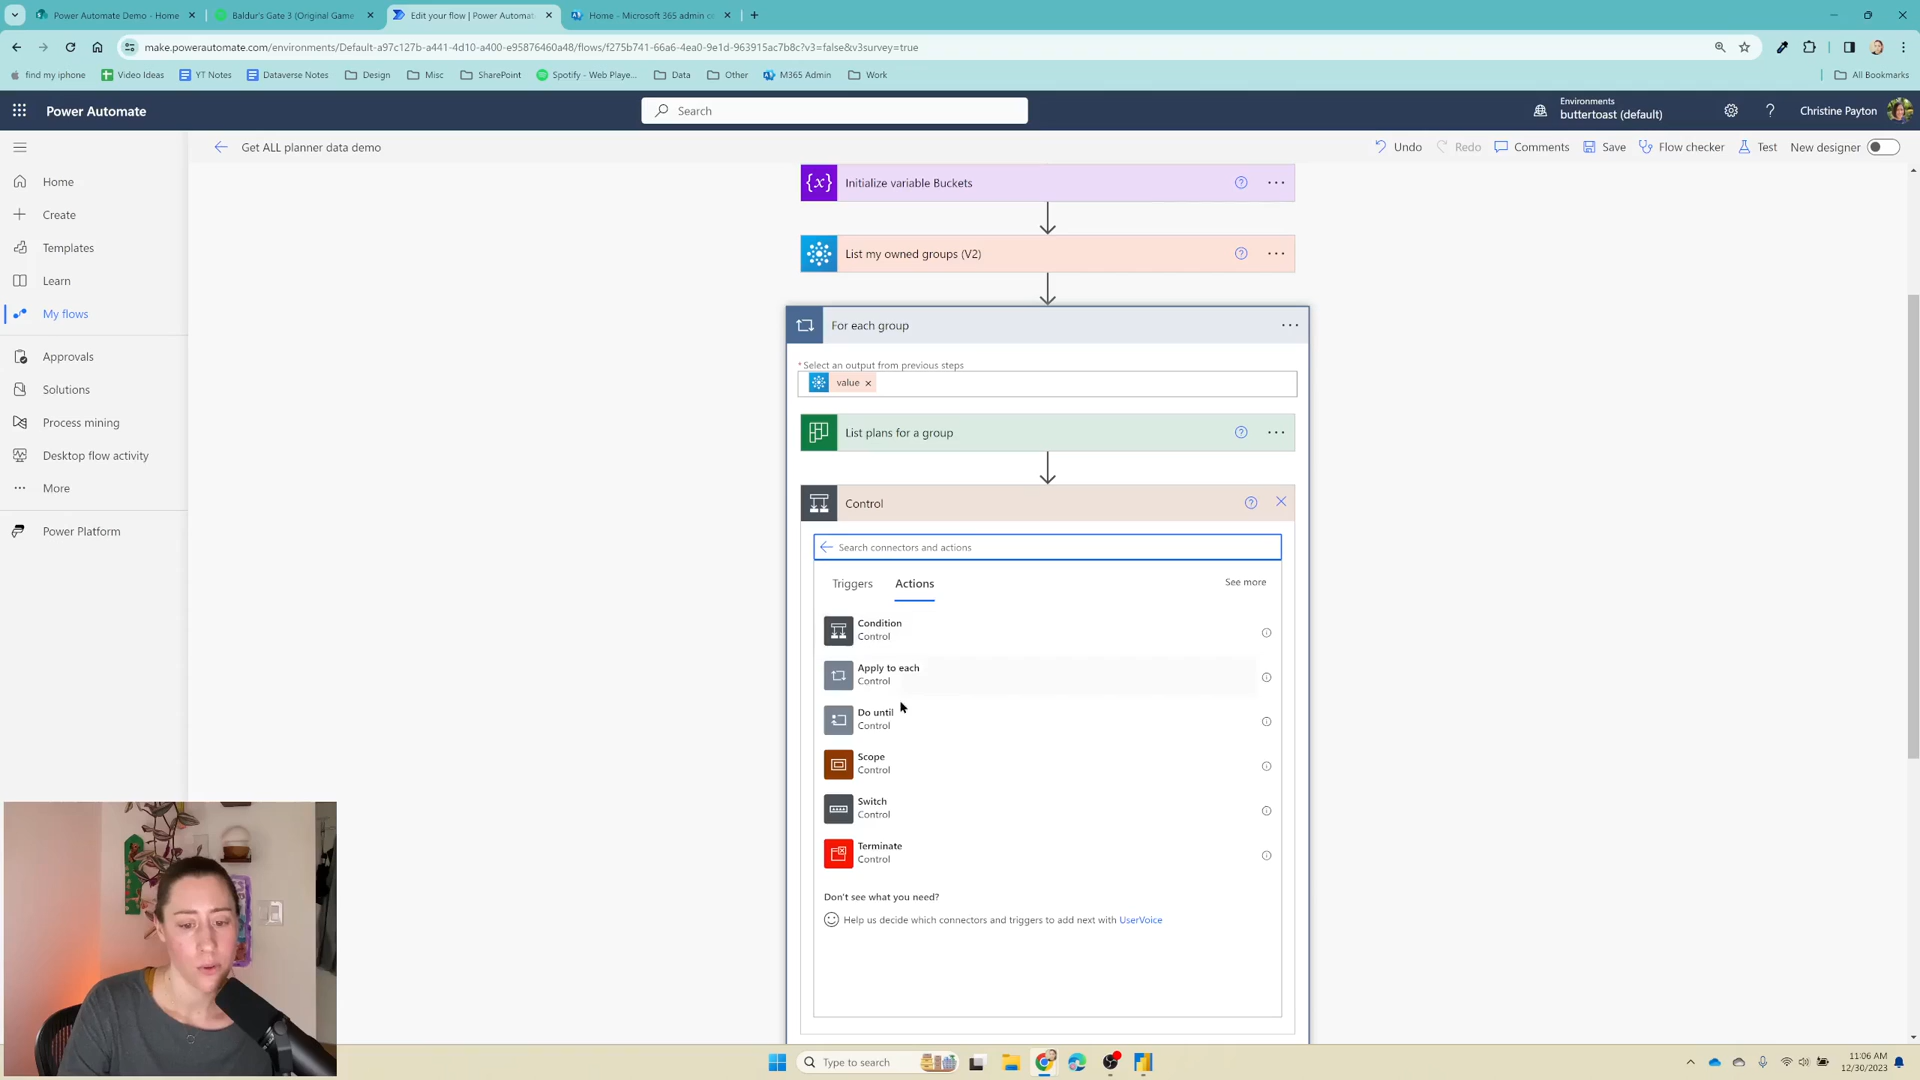 Power Automate Demo - Home
Baldur's Gate 3 (Original Game
Edit your flow | Power Automat
Home - Microsoft 365 admin c
make.powerautomate.com/environments/Default-a97c127b-a441-4d10-a400-e95876460a48/flows/f275b741-66a6-4ea0-9e1d-963915ac7b8c?v3=false&v3survey=true
find my iphone
Video Ideas
YT Notes
Dataverse Notes
Design
Misc
SharePoint
Spotify - Web Playe...
Data
Other
M365 Admin
Work
All Bookmarks
Power Automate
Search
Environments
buttertoast (default)
Christine Payton
Get ALL planner data demo
Undo
Redo
Comments
Save
Flow checker
Test
New designer
Home
Create
Templates
Learn
My flows
Approvals
Solutions
Process mining
Desktop flow activity
More
Power Platform
{x} Initialize variable Buckets
List my owned groups (V2)
For each group
* Select an output from previous steps
value ×
List plans for a group
Control
Search connectors and actions
Triggers
Actions
See more
Condition
Control
Apply to each
Control
Do until
Control
Scope
Control
Switch
Control
Terminate
Control
Don't see what you need?
Help us decide which connectors and triggers to add next with UserVoice
Type to search
11:06 AM
12/30/2023